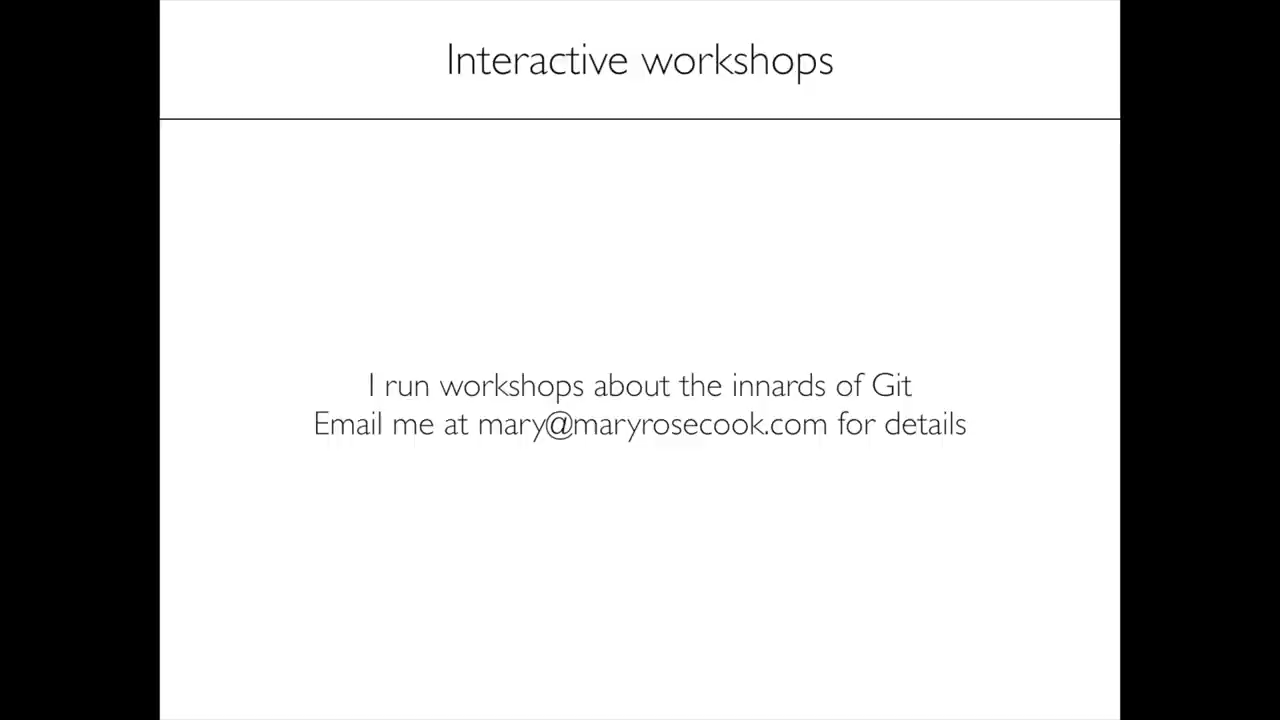 Interactive workshops
I run workshops about the innards of Git
Email me at mary@maryrosecook.com for details